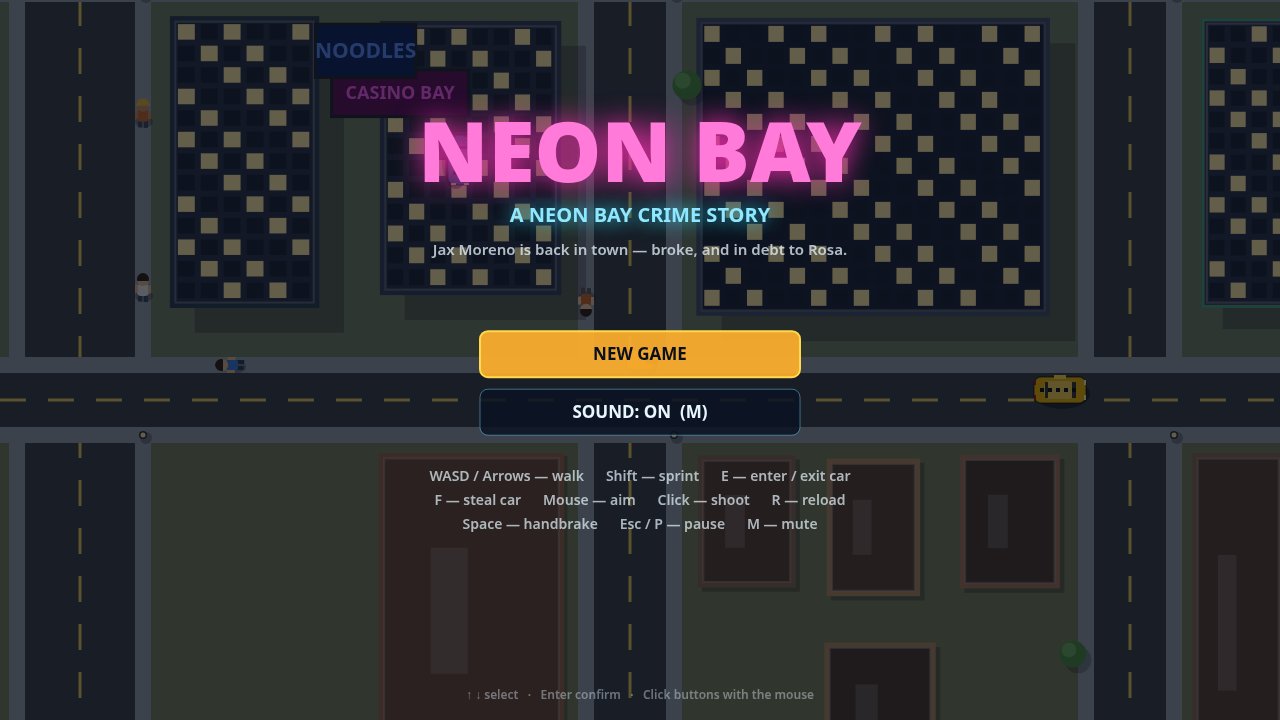 NOODLES
CASINO BAY
NEON BAY
A NEON BAY CRIME STORY
Jax Moreno is back in town — broke, and in debt to Rosa.
NEW GAME
SOUND: ON (M)
WASD / Arrows — walk Shift — sprint E — enter / exit car
F — steal car Mouse — aim Click — shoot R — reload
Space — handbrake Esc / P — pause M — mute
↑ ↓ select · Enter confirm · Click buttons with the mouse